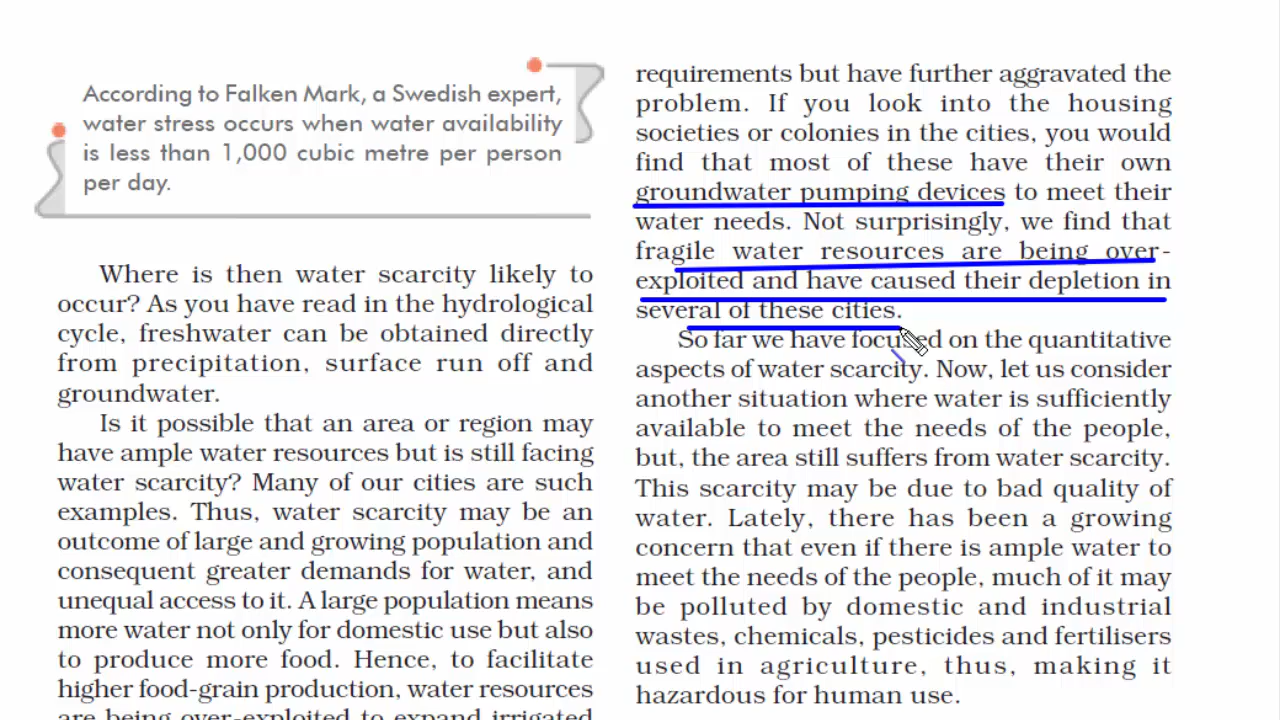 According to Falken Mark, a Swedish expert,
water stress occurs when water availability
is less than 1,000 cubic metre per person
per day.
Where is then water scarcity likely to
occur? As you have read in the hydrological
cycle, freshwater can be obtained directly
from precipitation, surface run off and
groundwater.
Is it possible that an area or region may
have ample water resources but is still facing
water scarcity? Many of our cities are such
examples. Thus, water scarcity may be an
outcome of large and growing population and
consequent greater demands for water, and
unequal access to it. A large population means
more water not only for domestic use but also
to produce more food. Hence, to facilitate
higher food-grain production, water resources
are being over-exploited to expand irrigated
requirements but have further aggravated the
problem. If you look into the housing
societies or colonies in the cities, you would
find that most of these have their own
groundwater pumping devices to meet their
water needs. Not surprisingly, we find that
fragile water resources are being over-
exploited and have caused their depletion in
several of these cities.
So far we have focused on the quantitative
aspects of water scarcity. Now, let us consider
another situation where water is sufficiently
available to meet the needs of the people,
but, the area still suffers from water scarcity.
This scarcity may be due to bad quality of
water. Lately, there has been a growing
concern that even if there is ample water to
meet the needs of the people, much of it may
be polluted by domestic and industrial
wastes, chemicals, pesticides and fertilisers
used in agriculture, thus, making it
hazardous for human use.